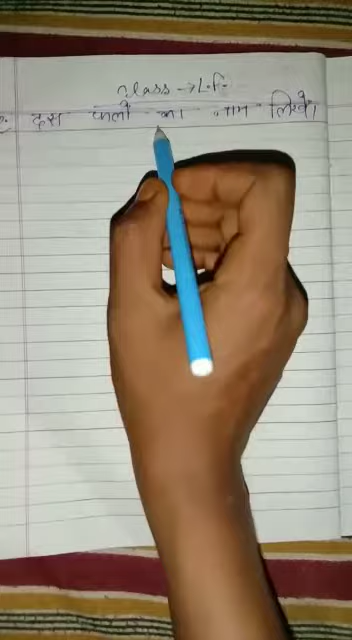 Class → L.F.
दस फलों का नाम लिखें।